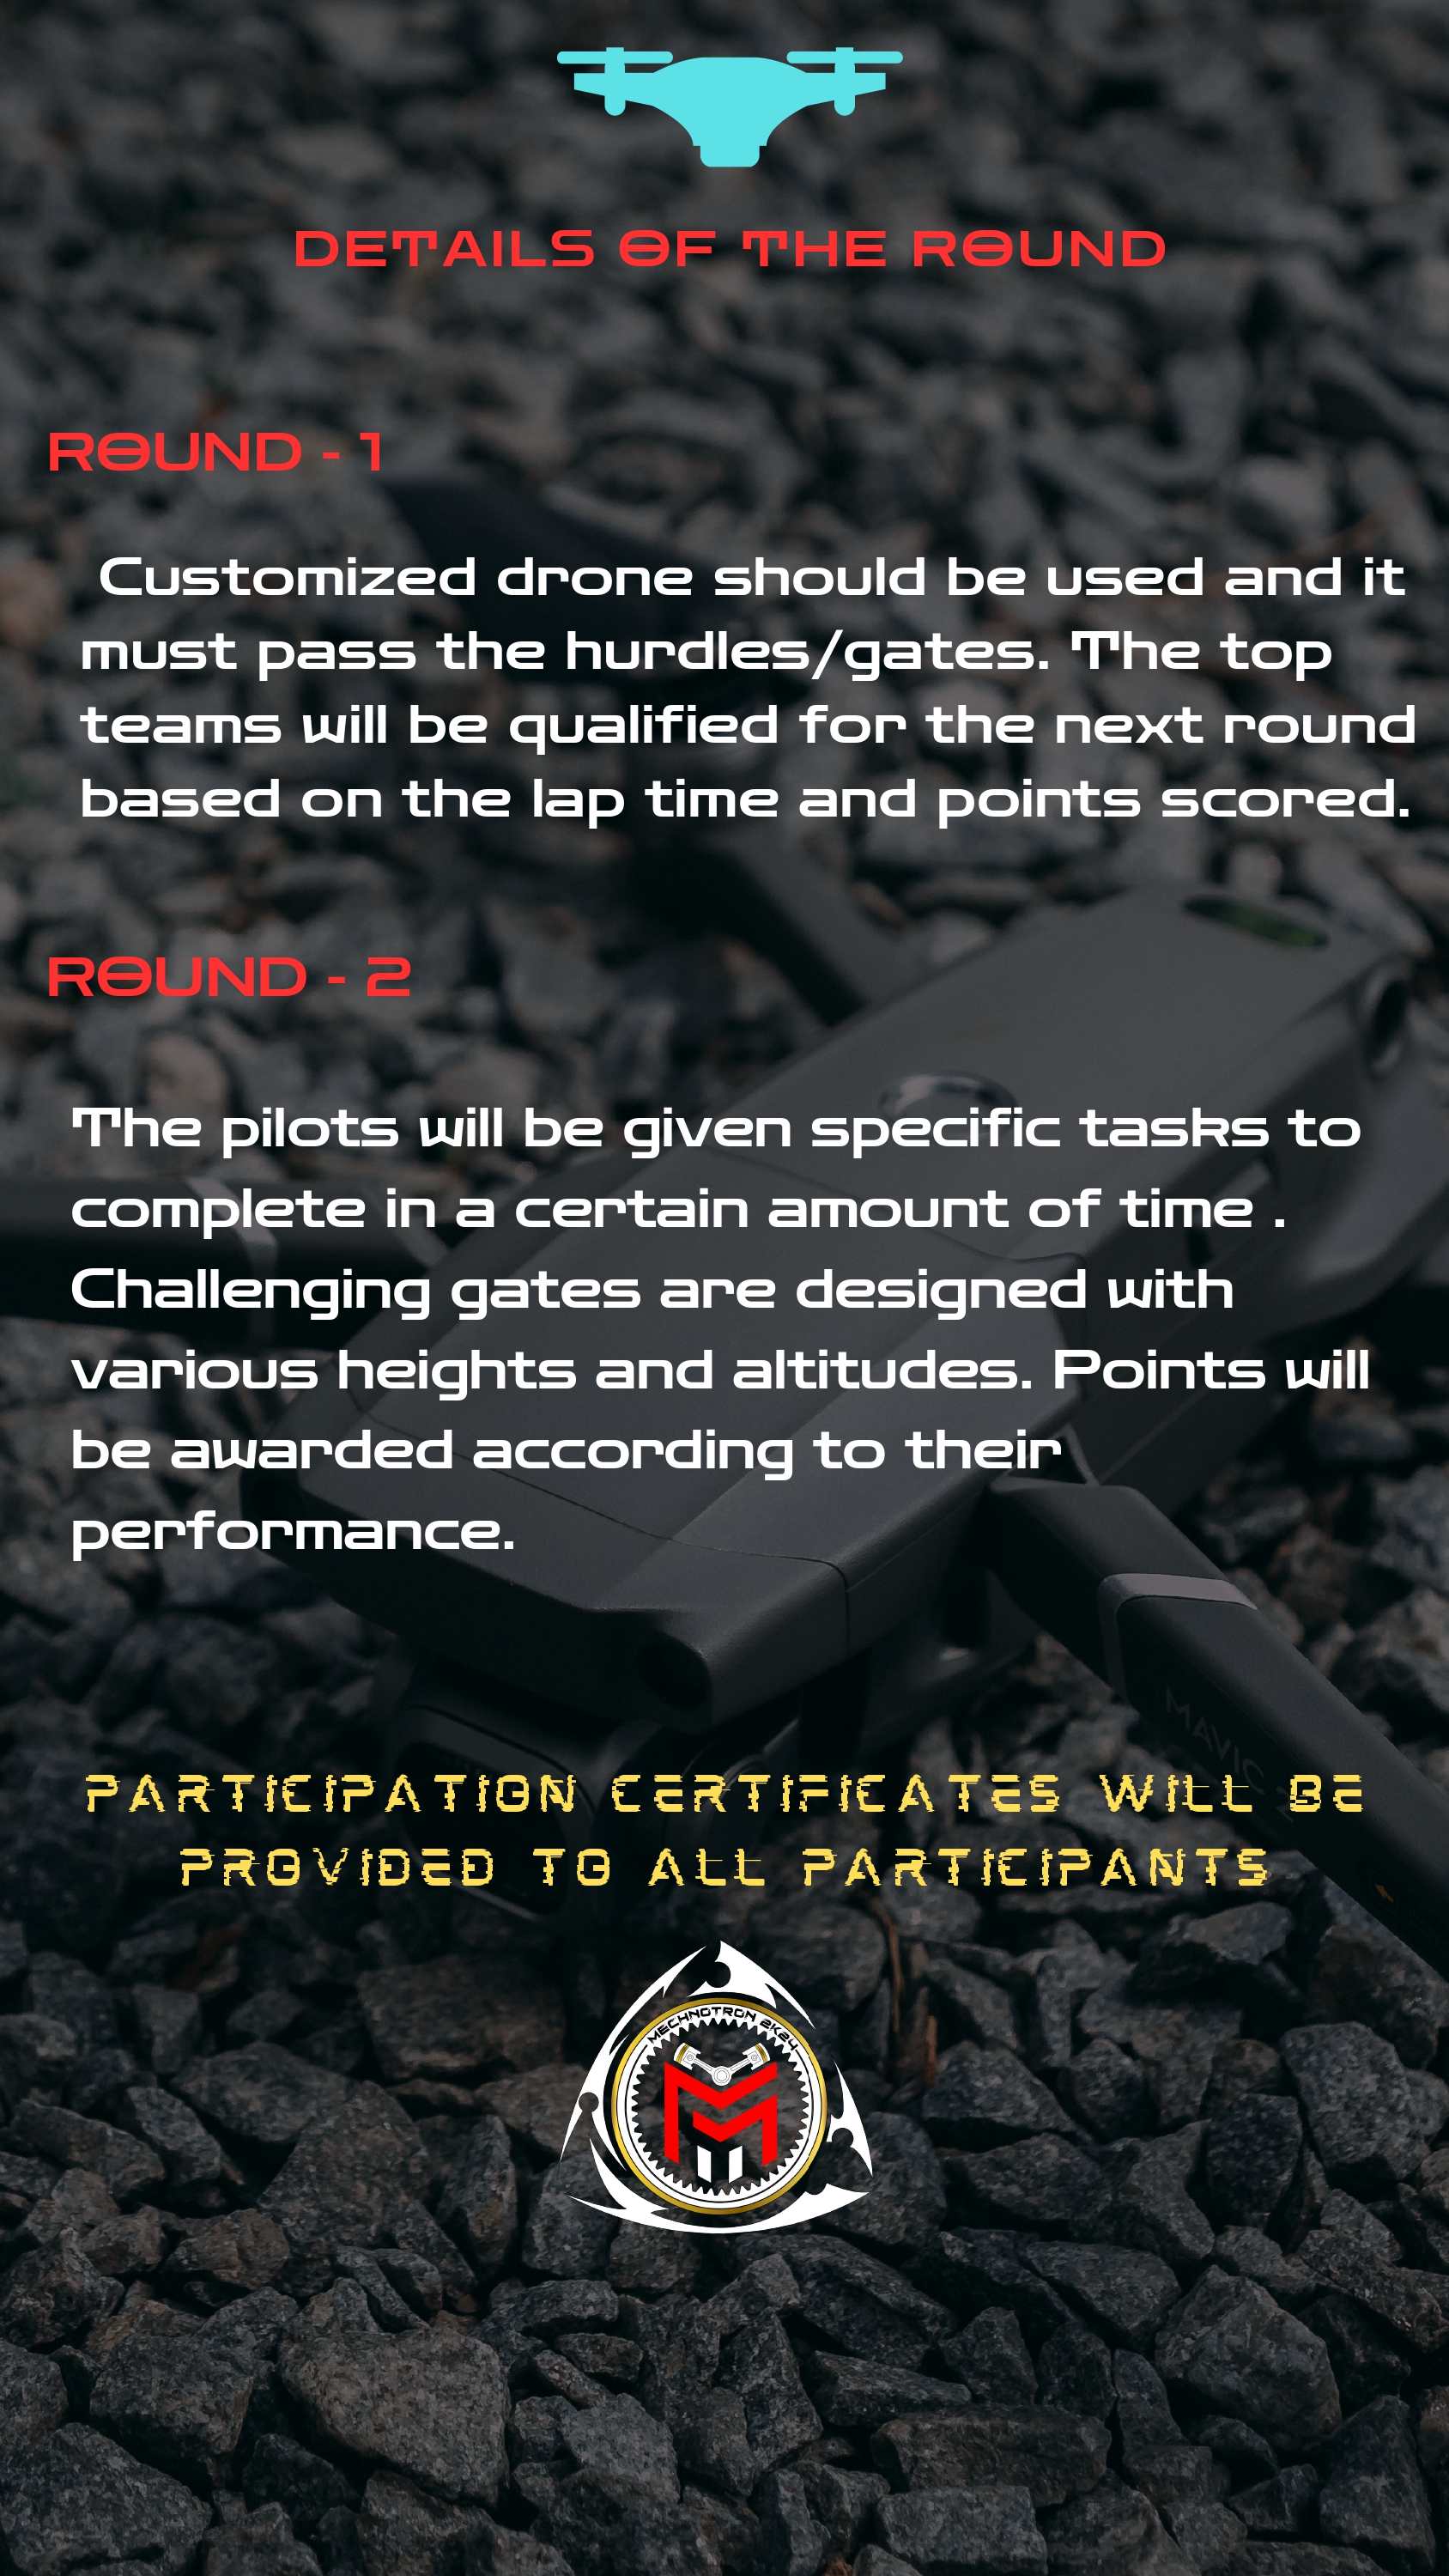 DETAILS OF THE ROUND
ROUND - 1
Customized drone should be used and it
must pass the hurdles/gates. The top
teams will be qualified for the next round
based on the lap time and points scored.
ROUND - 2
The pilots will be given specific tasks to
complete in a certain amount of time .
Challenging gates are designed with
various heights and altitudes. Points will
be awarded according to their
performance.
MAVIC
PARTICIPATION CERTIFICATES WILL BE
PROVIDED TO ALL PARTICIPANTS
MECHNOTRON 2K24